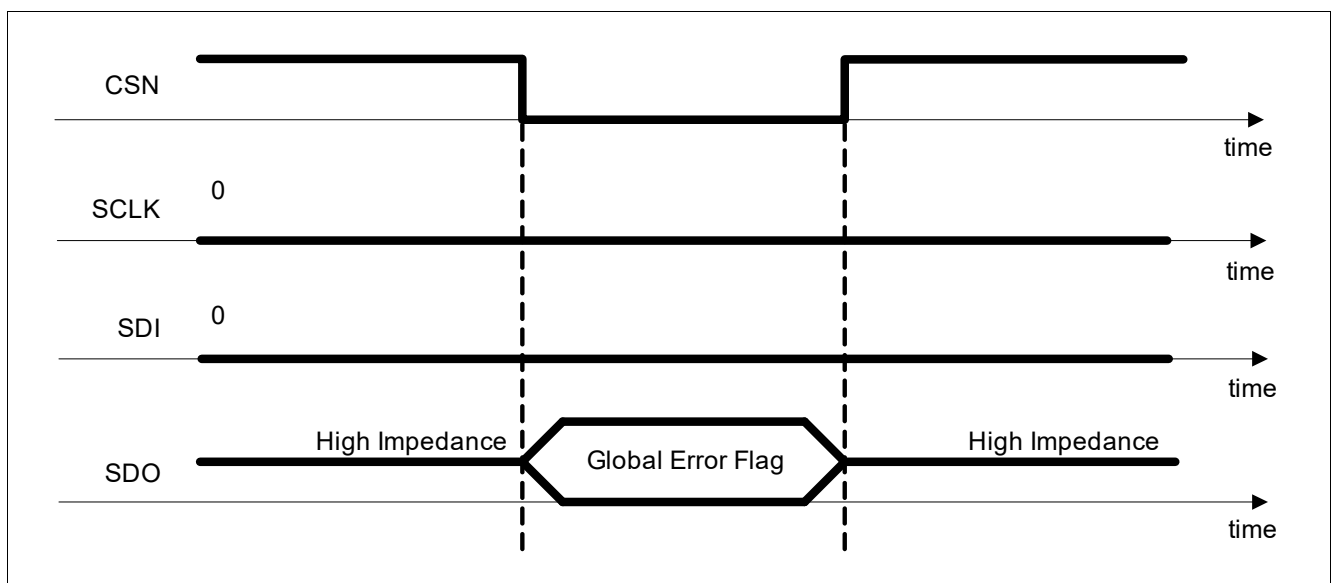 CSN
time
0
SCLK
time
0
SDI
time
High Impedance
Global Error Flag
High Impedance
SDO
time